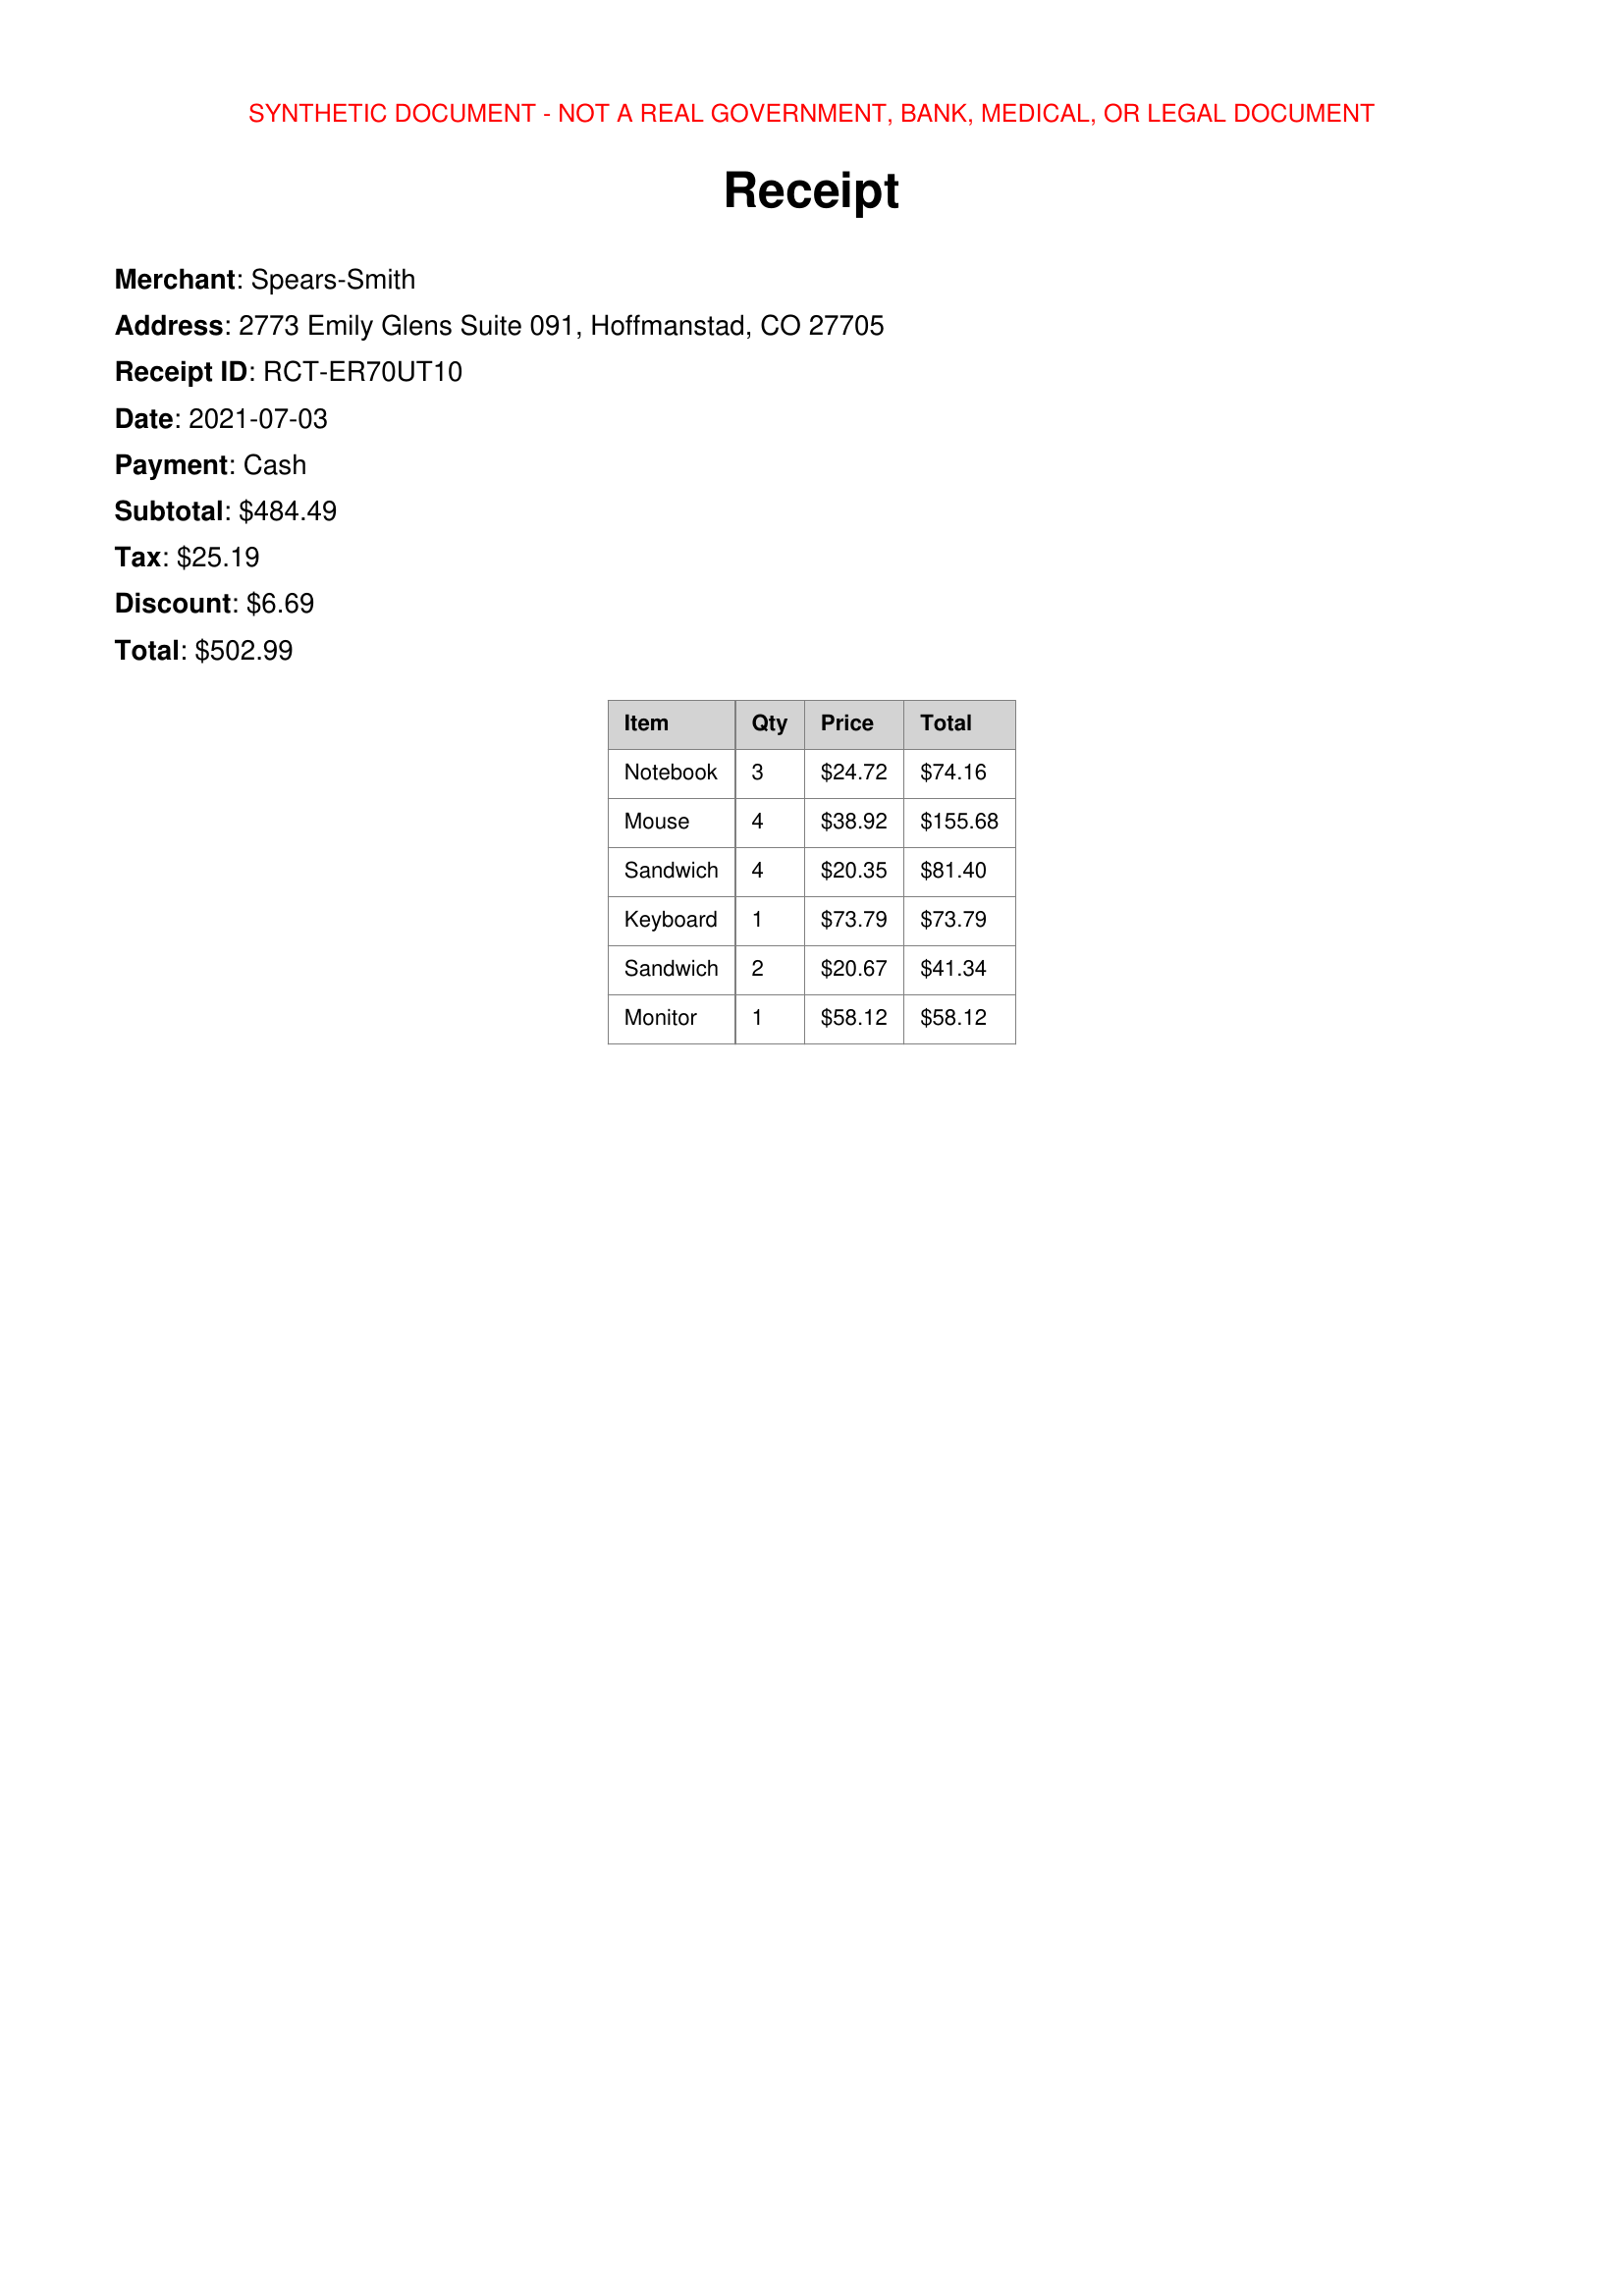 SYNTHETIC DOCUMENT - NOT A REAL GOVERNMENT, BANK, MEDICAL, OR LEGAL DOCUMENT
Receipt
Merchant: Spears-Smith
Address: 2773 Emily Glens Suite 091, Hoffmanstad, CO 27705
Receipt ID: RCT-ER70UT10
Date: 2021-07-03
Payment: Cash
Subtotal: $484.49
Tax: $25.19
Discount: $6.69
Total: $502.99
Item Qty Price Total
Notebook 3 $24.72 $74.16
Mouse 4 $38.92 $155.68
Sandwich 4 $20.35 $81.40
Keyboard 1 $73.79 $73.79
Sandwich 2 $20.67 $41.34
Monitor 1 $58.12 $58.12